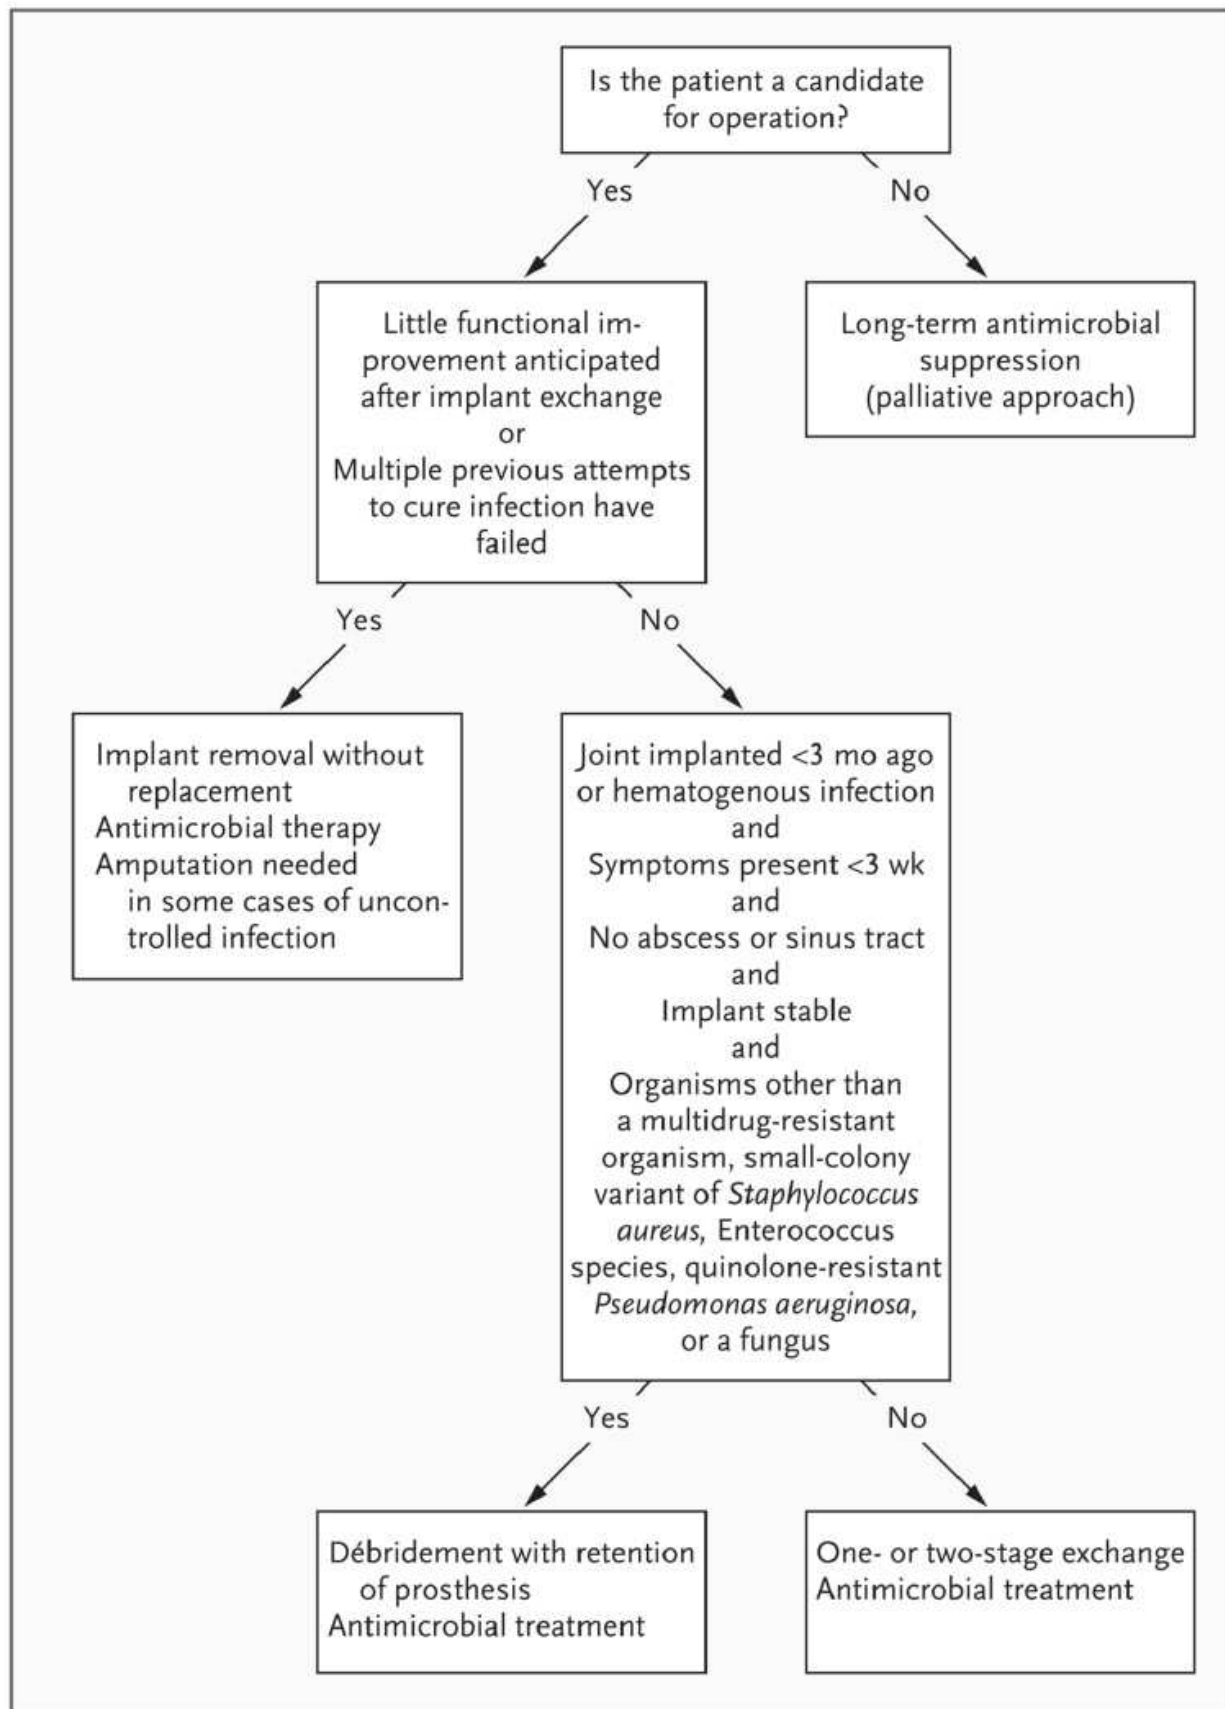 Is the patient a candidate
for operation?
Yes
No
Little functional im-
provement anticipated
after implant exchange
or
Multiple previous attempts
to cure infection have
failed
Long-term antimicrobial
suppression
(palliative approach)
Yes
No
Implant removal without
replacement
Antimicrobial therapy
Amputation needed
in some cases of uncon-
trolled infection
Joint implanted <3 mo ago
or hematogenous infection
and
Symptoms present <3 wk
and
No abscess or sinus tract
and
Implant stable
and
Organisms other than
a multidrug-resistant
organism, small-colony
variant of Staphylococcus
aureus, Enterococcus
species, quinolone-resistant
Pseudomonas aeruginosa,
or a fungus
Yes
No
Débridement with retention
of prosthesis
Antimicrobial treatment
One- or two-stage exchange
Antimicrobial treatment